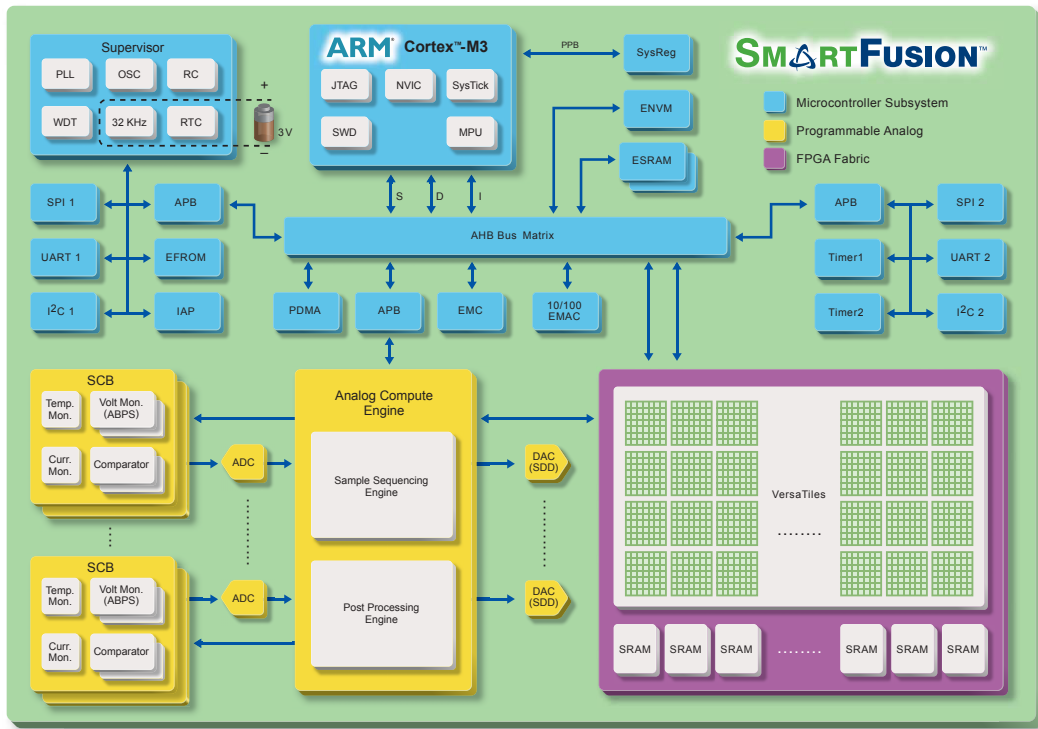 Supervisor
PLL
OSC
RC
WDT
32 KHz
RTC
+
3 V
–
ARM® Cortex™-M3
JTAG
NVIC
SysTick
SWD
MPU
PPB
SysReg
ENVM
ESRAM
SMARTFUSION™
Microcontroller Subsystem
Programmable Analog
FPGA Fabric
S
D
I
SPI 1
APB
UART 1
EFROM
I2C 1
IAP
AHB Bus Matrix
PDMA
APB
EMC
10/100
EMAC
APB
SPI 2
Timer1
UART 2
Timer2
I2C 2
SCB
Temp.
Mon.
Volt Mon.
(ABPS)
Curr.
Mon.
Comparator
ADC
SCB
Temp.
Mon.
Volt Mon.
(ABPS)
Curr.
Mon.
Comparator
ADC
Analog Compute
Engine
Sample Sequencing
Engine
Post Processing
Engine
DAC
(SDD)
DAC
(SDD)
VersaTiles
........
SRAM
SRAM
SRAM
........
SRAM
SRAM
SRAM